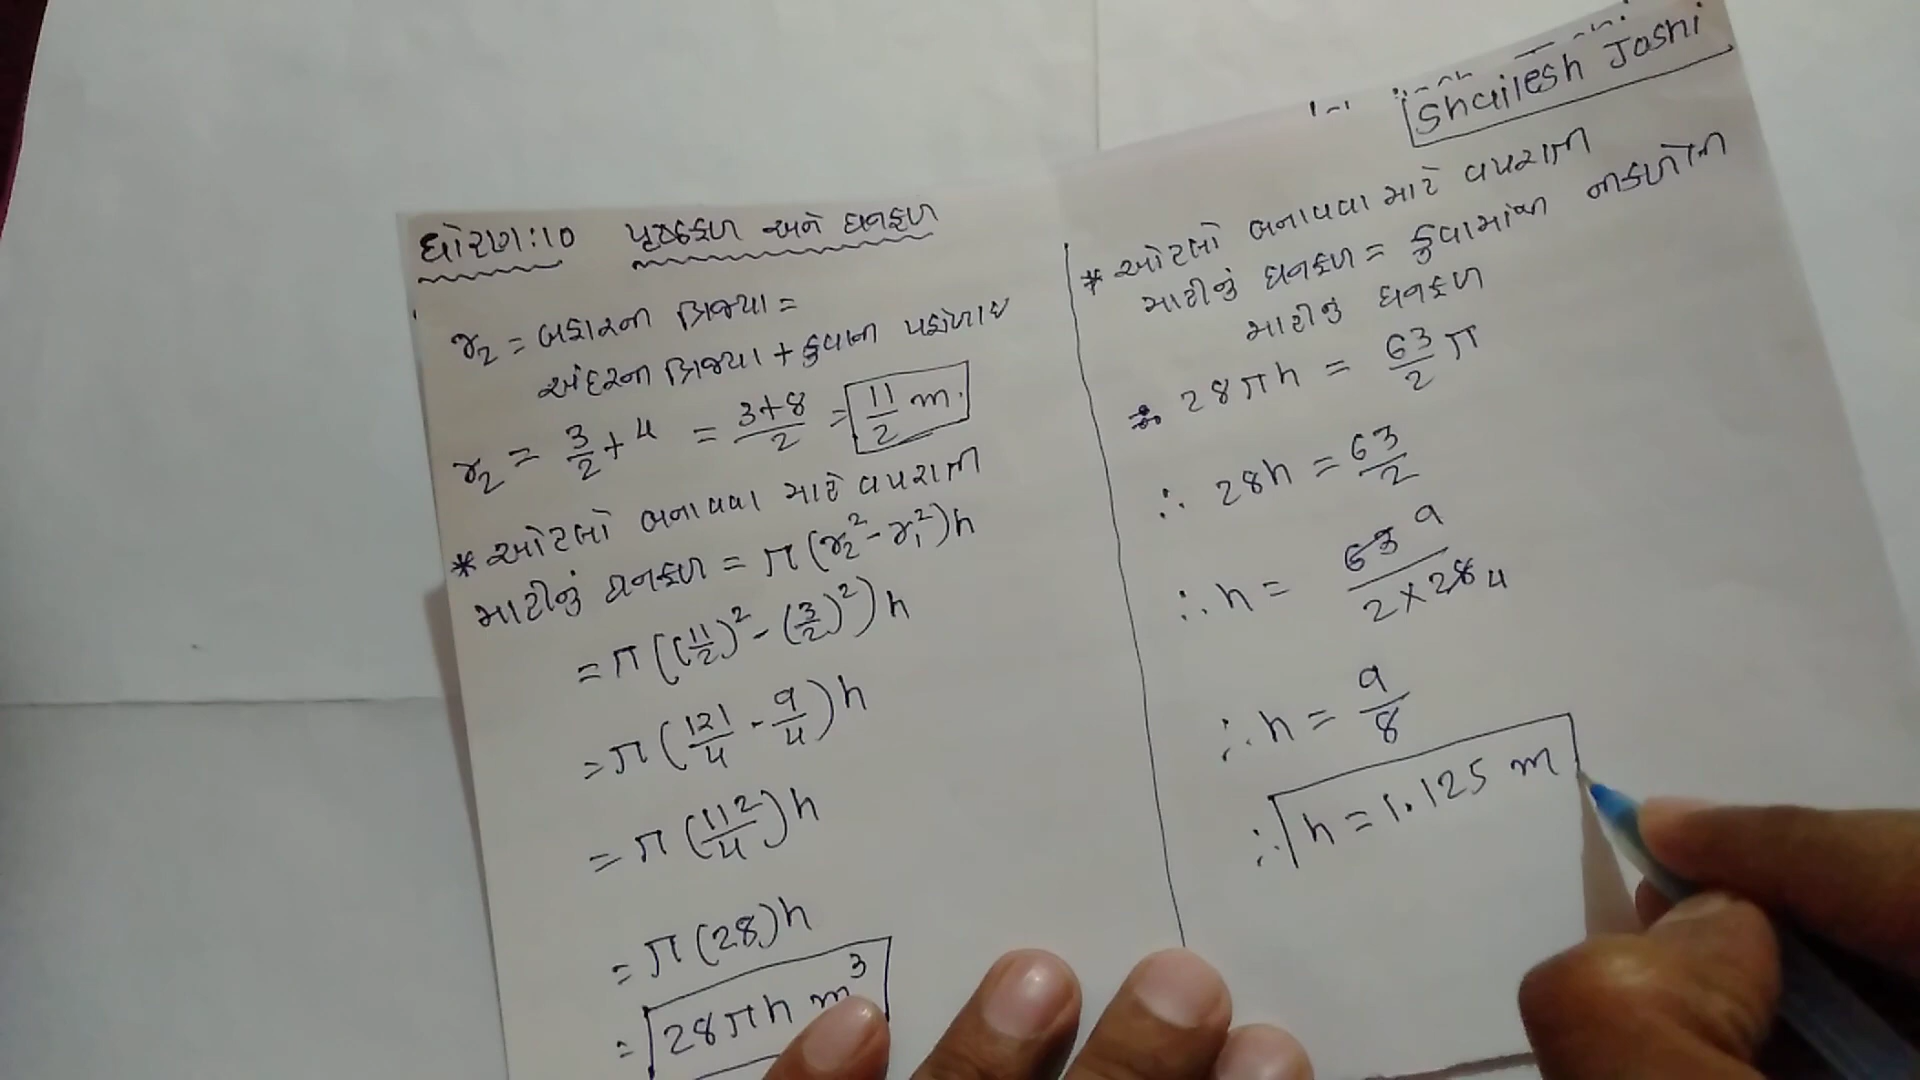 Shailesh Joshi
ધોરણ:10 પૃષ્ઠફળ અને ઘનફળ
r₂ = બહારની ત્રિજ્યા =
અંદરની ત્રિજ્યા + કુવાની પહોળાઈ
r₂ = 3/2 + 4 = (3+8)/2 = 11/2 m.
* ઓટલો બનાવવા માટે વપરાતી
માટીનું ઘનફળ = π(r₂² - r₁²)h
= π((11/2)² - (3/2)²)h
= π(121/4 - 9/4)h
= π(112/4)h
= π(28)h
= 28πh m³
* ઓટલો બનાવવા માટે વપરાતી
માટીનું ઘનફળ = કુવામાંથી નીકળેલી
માટીનું ઘનફળ
∴ 28πh = 63/2 π
∴ 28h = 63/2
∴ h = 63 9/2×28 4
∴ h = 9/8
∴ h = 1.125 m